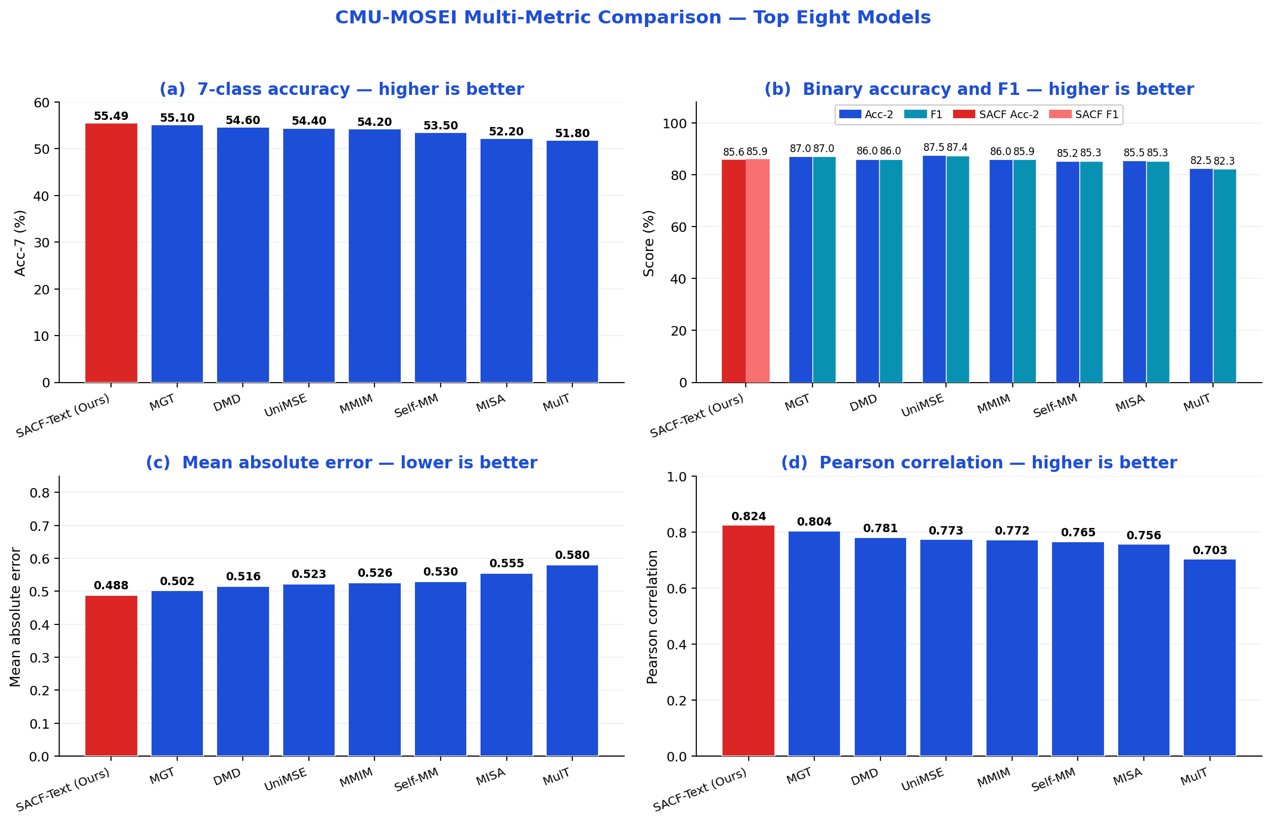 CMU-MOSEI Multi-Metric Comparison — Top Eight Models
(a)  7-class accuracy — higher is better
Acc-7 (%)
60
50
40
30
20
10
0
55.49 55.10 54.60 54.40 54.20 53.50 52.20 51.80
SACF-Text (Ours) MGT DMD UniMSE MMIM Self-MM MISA MulT
(b)  Binary accuracy and F1 — higher is better
Acc-2 F1 SACF Acc-2 SACF F1
Score (%)
100
80
60
40
20
0
85.6 85.9 87.0 87.0 86.0 86.0 87.5 87.4 86.0 85.9 85.2 85.3 85.5 85.3 82.5 82.3
SACF-Text (Ours) MGT DMD UniMSE MMIM Self-MM MISA MulT
(c)  Mean absolute error — lower is better
Mean absolute error
0.8
0.7
0.6
0.5
0.4
0.3
0.2
0.1
0.0
0.488 0.502 0.516 0.523 0.526 0.530 0.555 0.580
SACF-Text (Ours) MGT DMD UniMSE MMIM Self-MM MISA MulT
(d)  Pearson correlation — higher is better
Pearson correlation
1.0
0.8
0.6
0.4
0.2
0.0
0.824 0.804 0.781 0.773 0.772 0.765 0.756 0.703
SACF-Text (Ours) MGT DMD UniMSE MMIM Self-MM MISA MulT